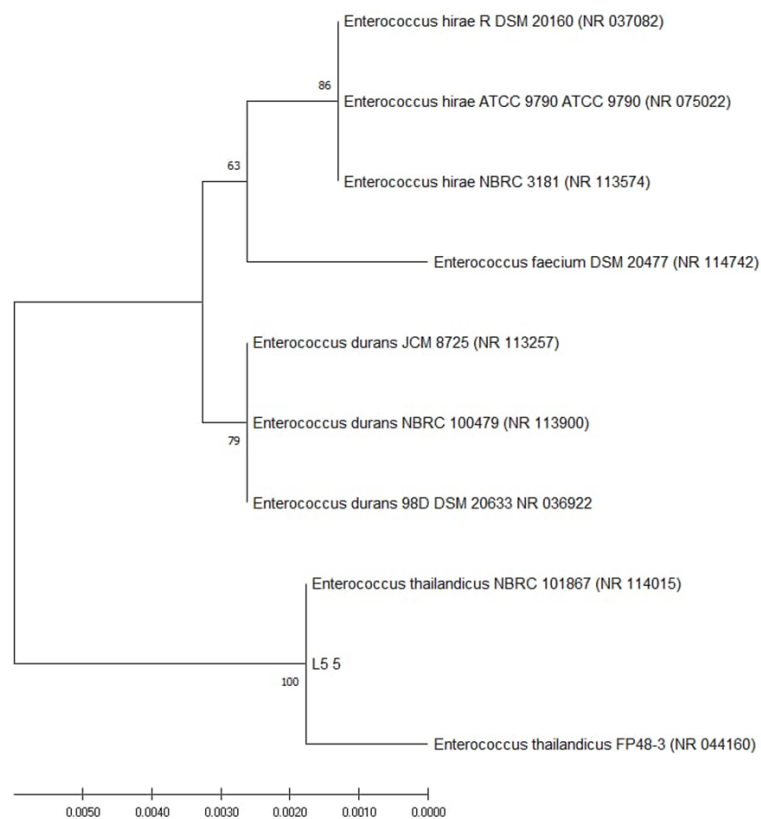 Enterococcus hirae R DSM 20160 (NR 037082)
86
Enterococcus hirae ATCC 9790 ATCC 9790 (NR 075022)
63
Enterococcus hirae NBRC 3181 (NR 113574)
Enterococcus faecium DSM 20477 (NR 114742)
Enterococcus durans JCM 8725 (NR 113257)
Enterococcus durans NBRC 100479 (NR 113900)
79
Enterococcus durans 98D DSM 20633 NR 036922
Enterococcus thailandicus NBRC 101867 (NR 114015)
L5 5
100
Enterococcus thailandicus FP48-3 (NR 044160)
0.0050 0.0040 0.0030 0.0020 0.0010 0.0000